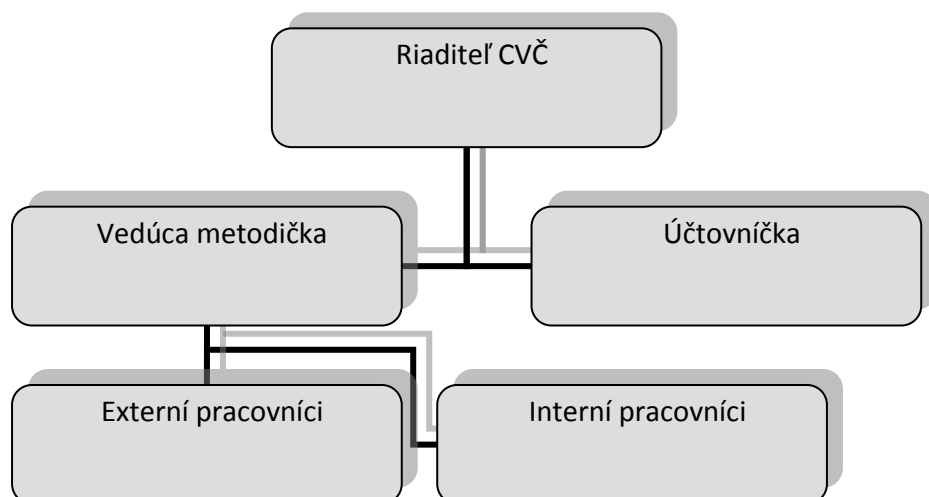 Riaditeľ CVČ
Vedúca metodička
Účtovníčka
Externí pracovníci
Interní pracovníci